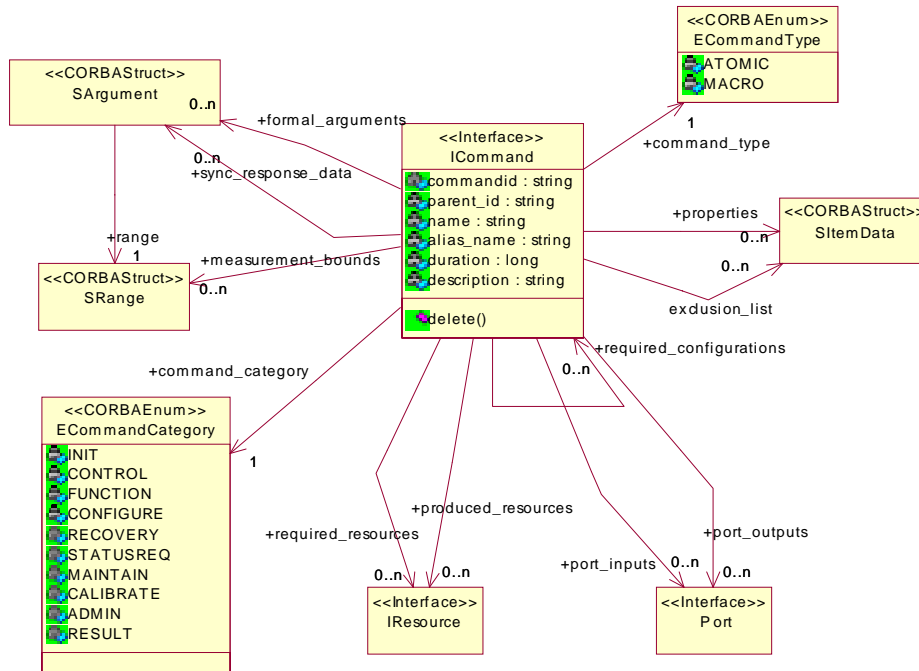 <<CORBAEnum>>
ECommandType
ATOMIC
MACRO
<<CORBAStruct>>
SArgument
0..n
+formal_arguments
1
+command_type
<<Interface>>
ICommand
commandid : string
parent_id : string
name : string
alias_name : string
duration : long
description : string
delete()
0..n
+sync_response_data
+properties
0..n
<<CORBAStruct>>
SItemData
0..n
exclusion_list
+range
1
+measurement_bounds
0..n
<<CORBAStruct>>
SRange
+required_configurations
0..n
+command_category
1
<<CORBAEnum>>
ECommandCategory
INIT
CONTROL
FUNCTION
CONFIGURE
RECOVERY
STATUSREQ
MAINTAIN
CALIBRATE
ADMIN
RESULT
+produced_resources
+required_resources
0..n
0..n
+port_outputs
+port_inputs
0..n
0..n
<<Interface>>
IResource
<<Interface>>
Port